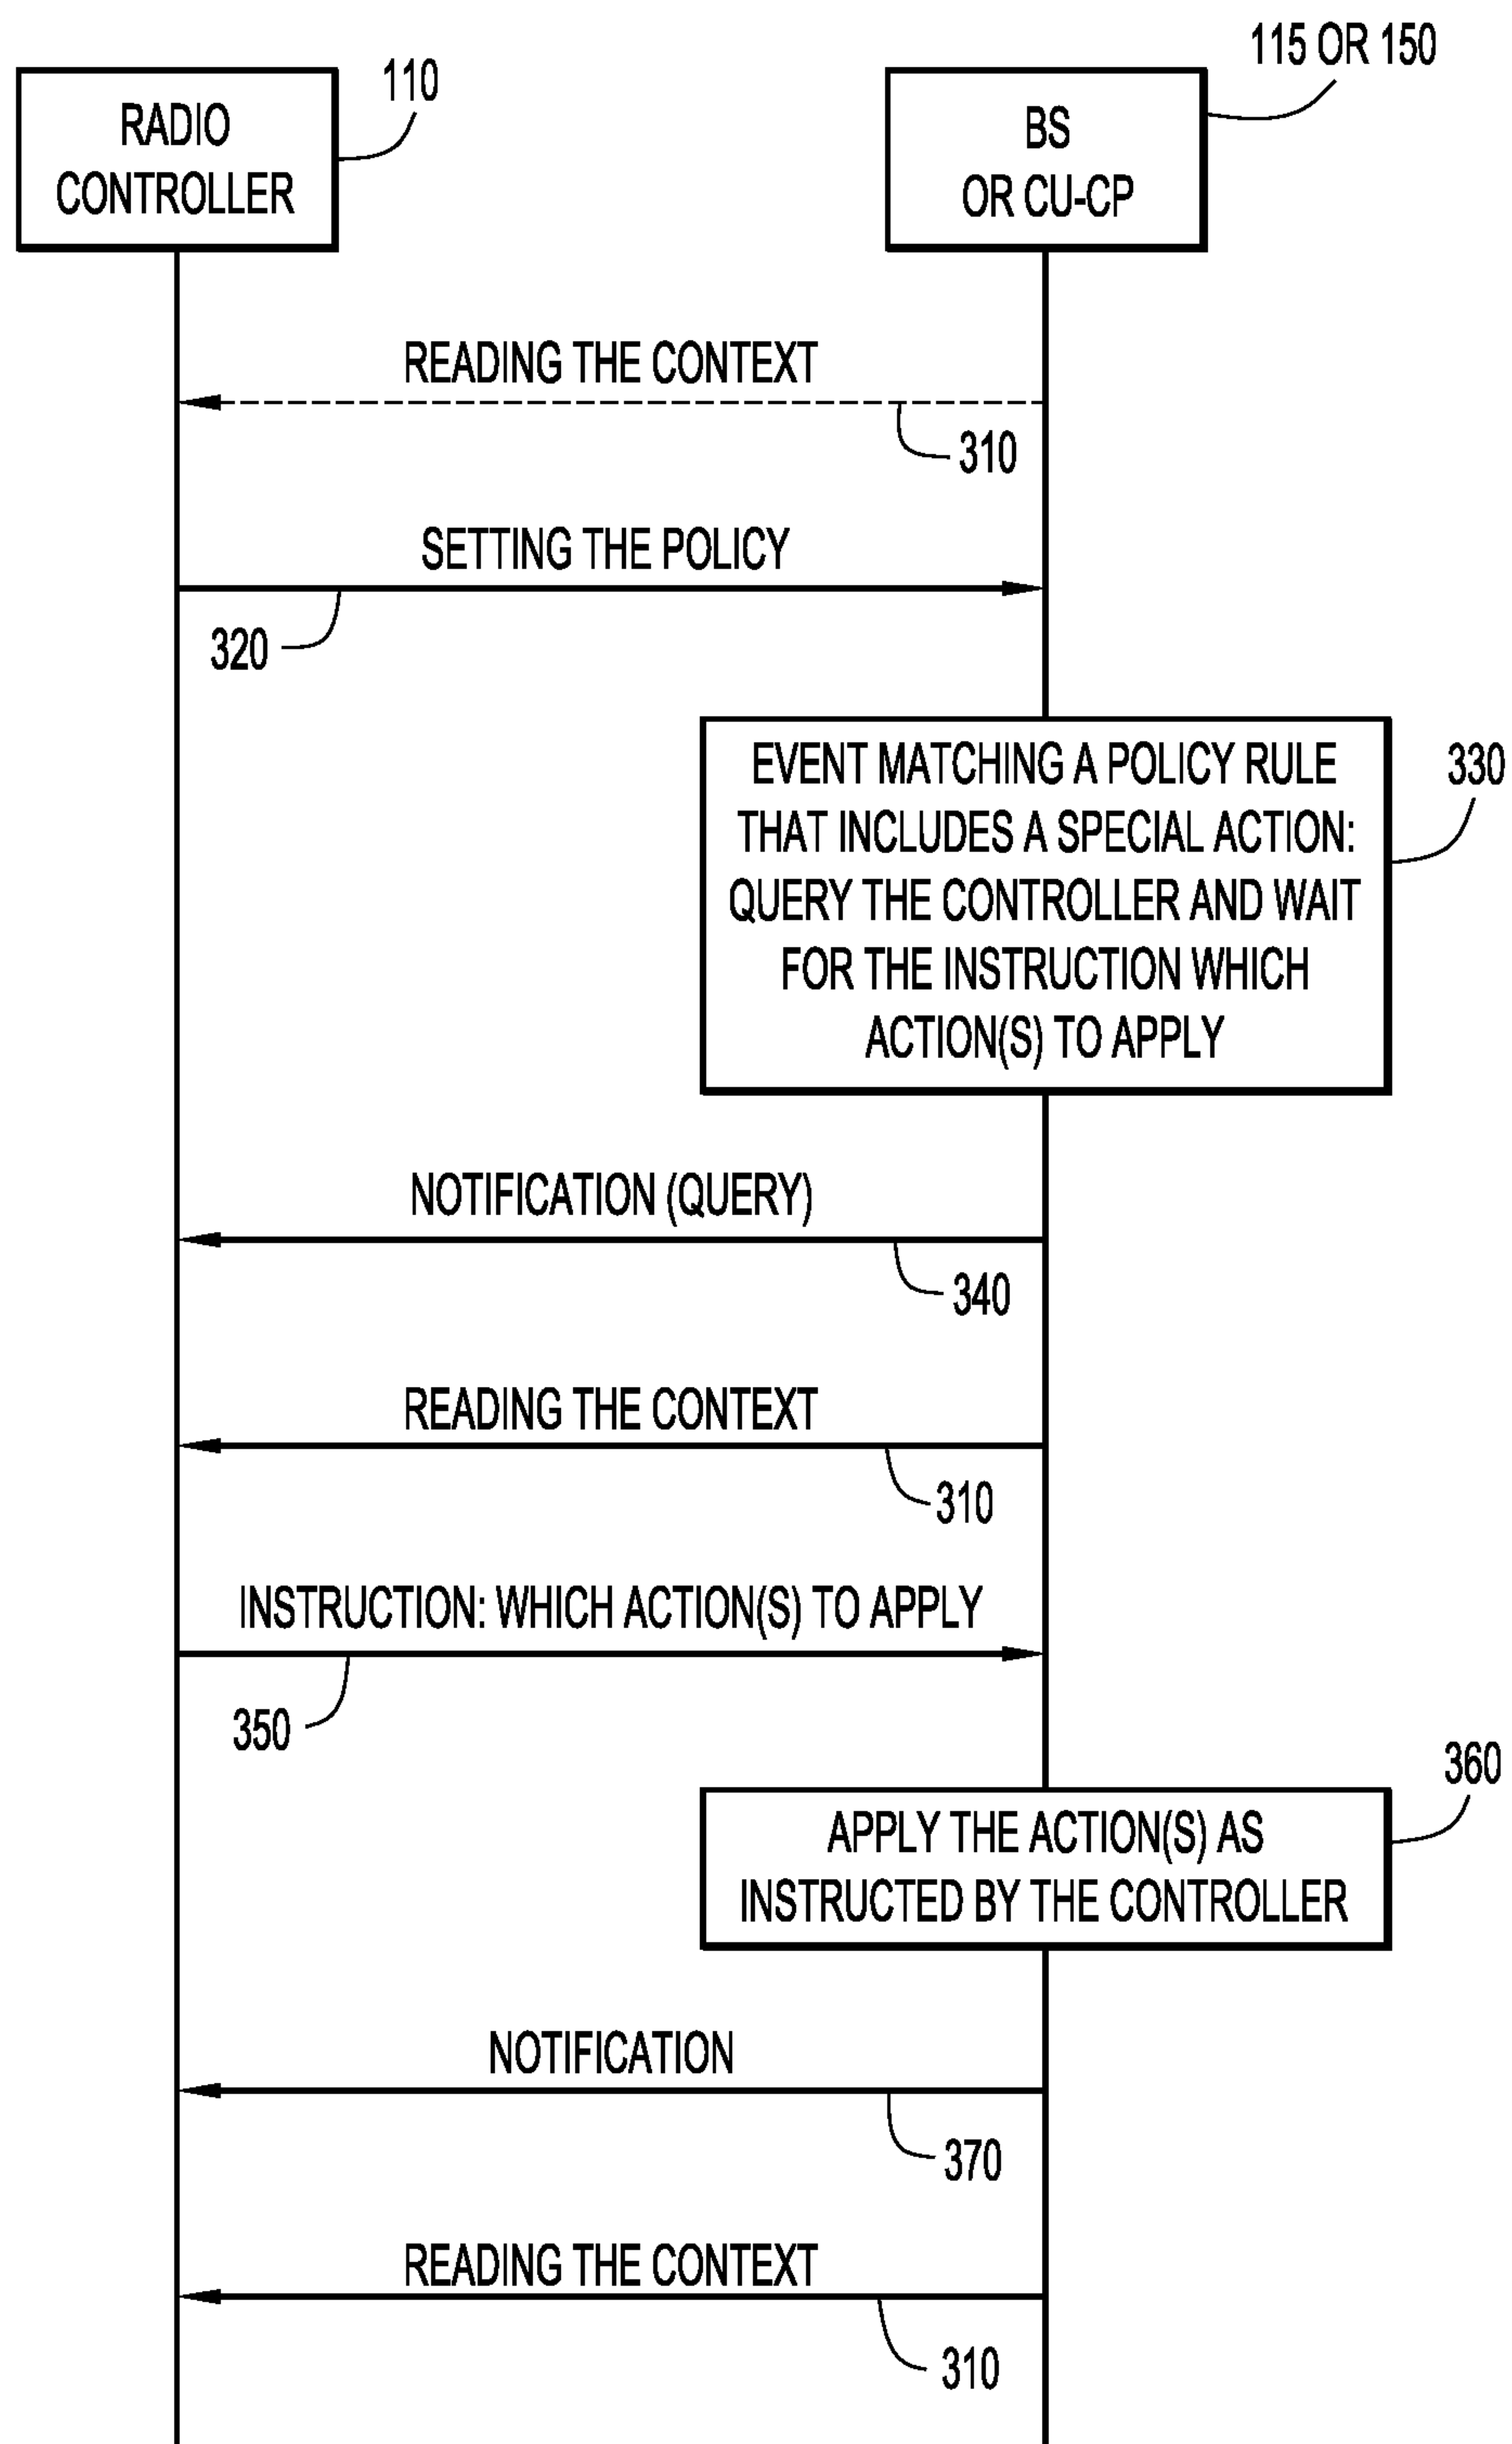 115 OR 150
110
RADIO
CONTROLLER
BS
OR CU-CP
READING THE CONTEXT
310
SETTING THE POLICY
320
EVENT MATCHING A POLICY RULE
THAT INCLUDES A SPECIAL ACTION:
QUERY THE CONTROLLER AND WAIT
FOR THE INSTRUCTION WHICH
ACTION(S) TO APPLY
330
NOTIFICATION (QUERY)
340
READING THE CONTEXT
310
INSTRUCTION: WHICH ACTION(S) TO APPLY
350
360
APPLY THE ACTION(S) AS
INSTRUCTED BY THE CONTROLLER
NOTIFICATION
370
READING THE CONTEXT
310